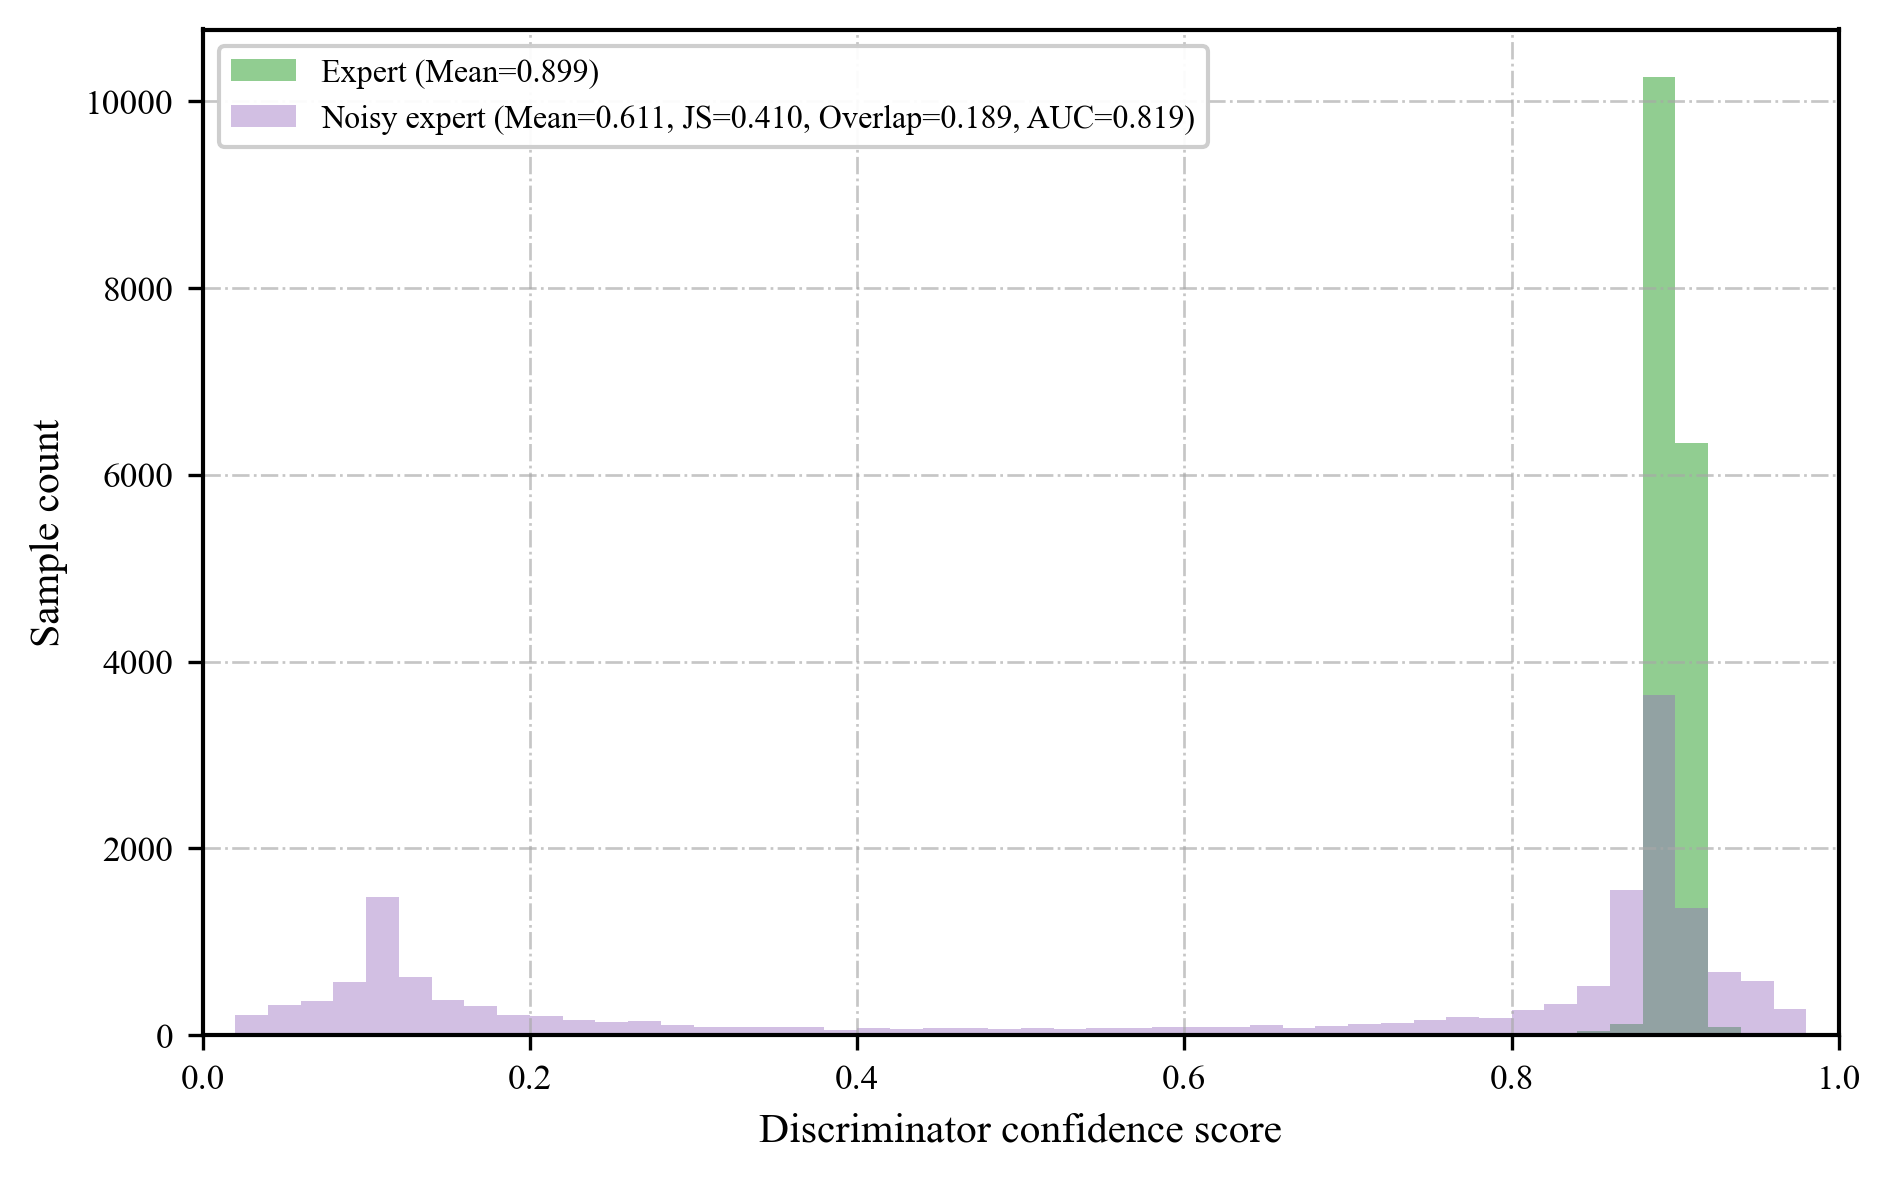 Expert (Mean=0.899)
Noisy expert (Mean=0.611, JS=0.410, Overlap=0.189, AUC=0.819)
10000
8000
6000
4000
2000
0
Sample count
0.0 0.2 0.4 0.6 0.8 1.0
Discriminator confidence score